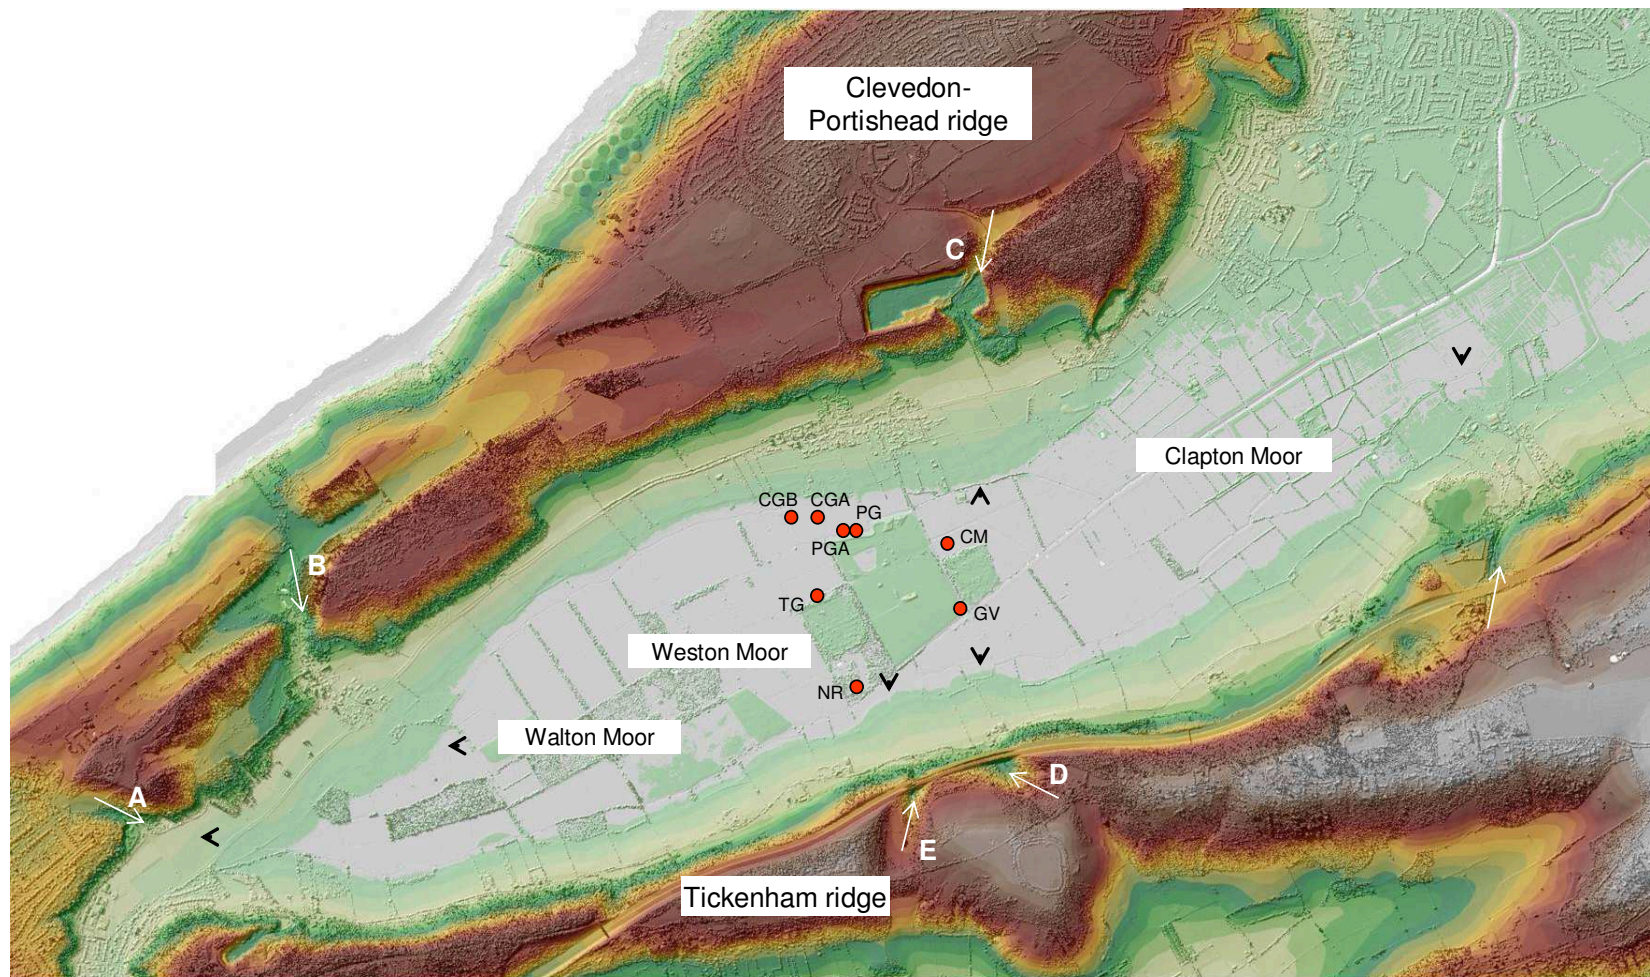 Clevedon-
Portishead ridge
C
Clapton Moor
CGB
CGA
PG
PGA
CM
B
TG
GV
Weston Moor
NR
Walton Moor
D
A
E
Tickenham ridge